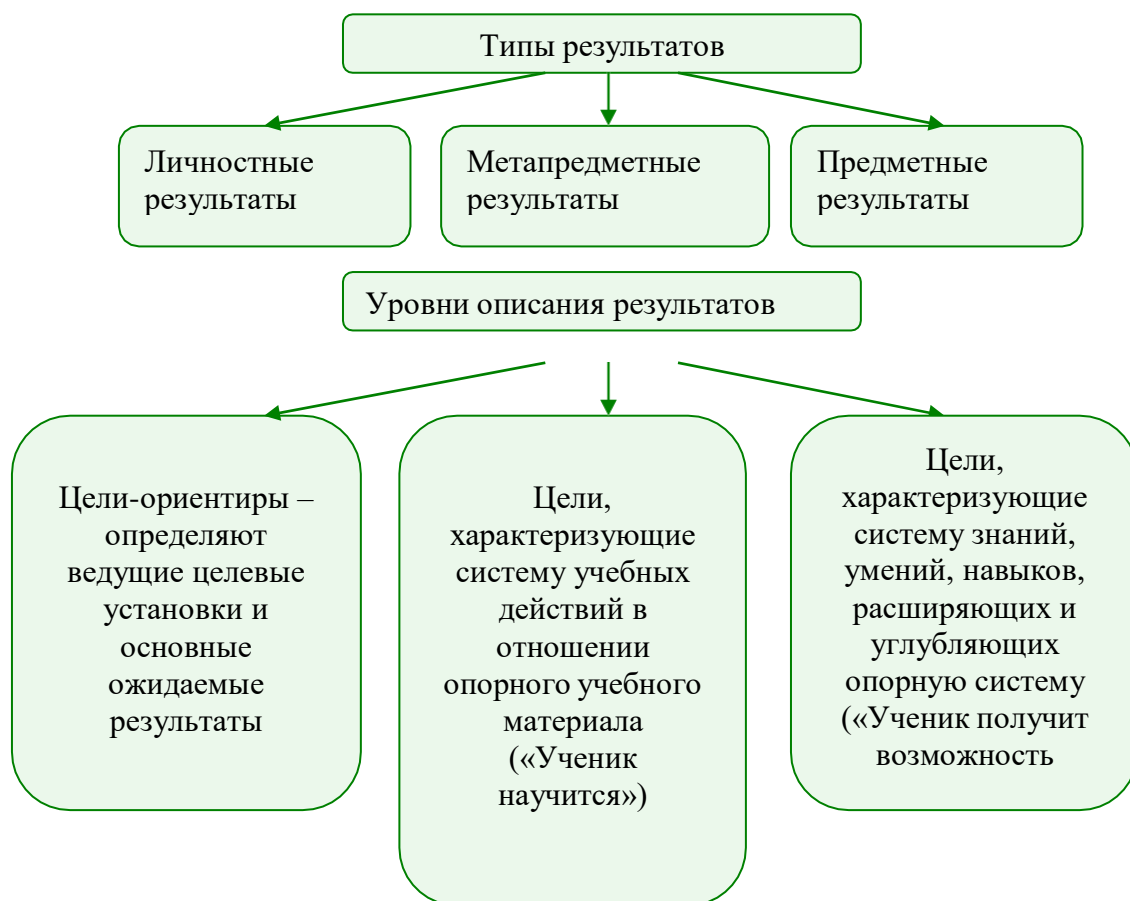 Типы результатов
Личностные
результаты
Метапредметные
результаты
Предметные
результаты
Уровни описания результатов
Цели-ориентиры –
определяют
ведущие целевые
установки и
основные
ожидаемые
результаты
Цели,
характеризующие
систему учебных
действий в
отношении
опорного учебного
материала
(«Ученик
научится»)
Цели,
характеризующие
систему знаний,
умений, навыков,
расширяющих и
углубляющих
опорную систему
(«Ученик получит
возможность